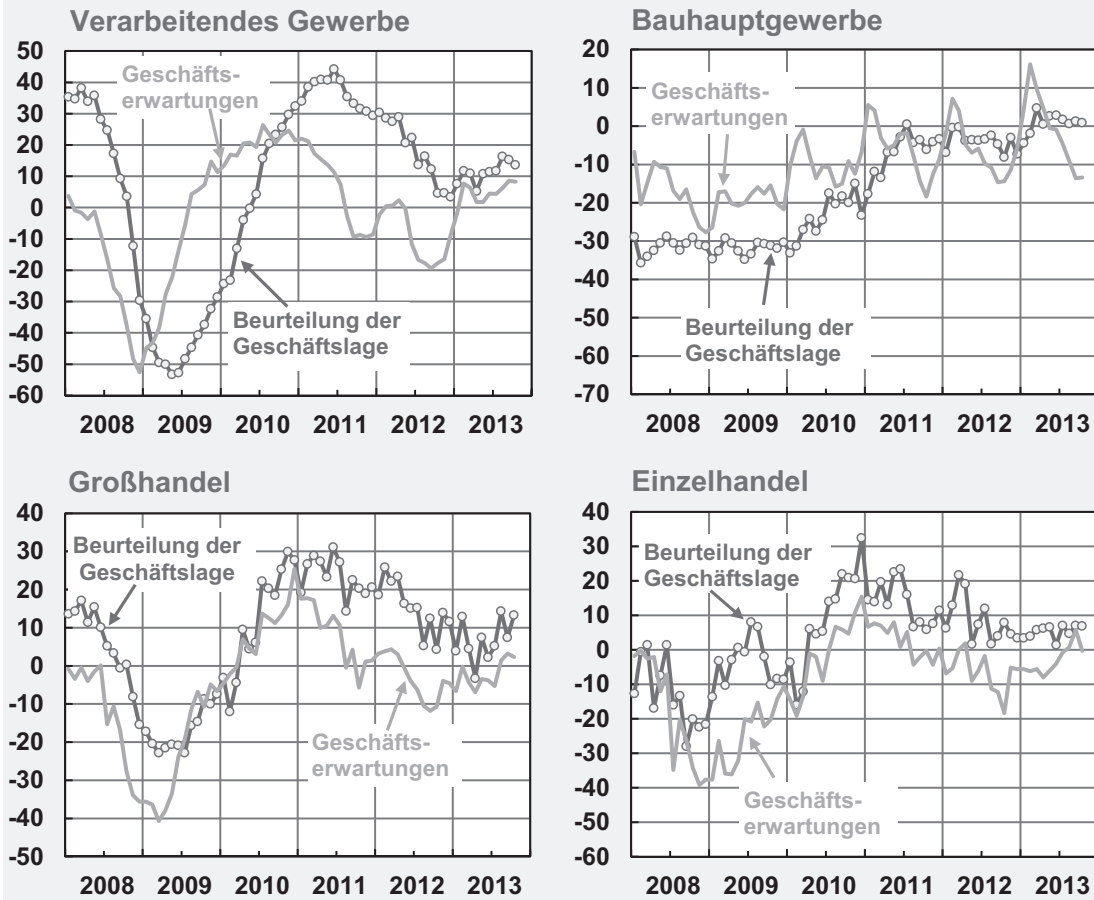 Verarbeitendes Gewerbe
50
40
30
20
10
0
-10
-20
-30
-40
-50
-60
Geschäfts-
erwartungen
Beurteilung der
Geschäftslage
2008 2009 2010 2011 2012 2013
Bauhauptgewerbe
20
10
0
-10
-20
-30
-40
-50
-60
-70
Geschäfts-
erwartungen
Beurteilung der
Geschäftslage
2008 2009 2010 2011 2012 2013
Großhandel
40
30
20
10
0
-10
-20
-30
-40
-50
Beurteilung der
Geschäftslage
Geschäfts-
erwartungen
2008 2009 2010 2011 2012 2013
Einzelhandel
40
30
20
10
0
-10
-20
-30
-40
-50
-60
Beurteilung der
Geschäftslage
Geschäfts-
erwartungen
2008 2009 2010 2011 2012 2013